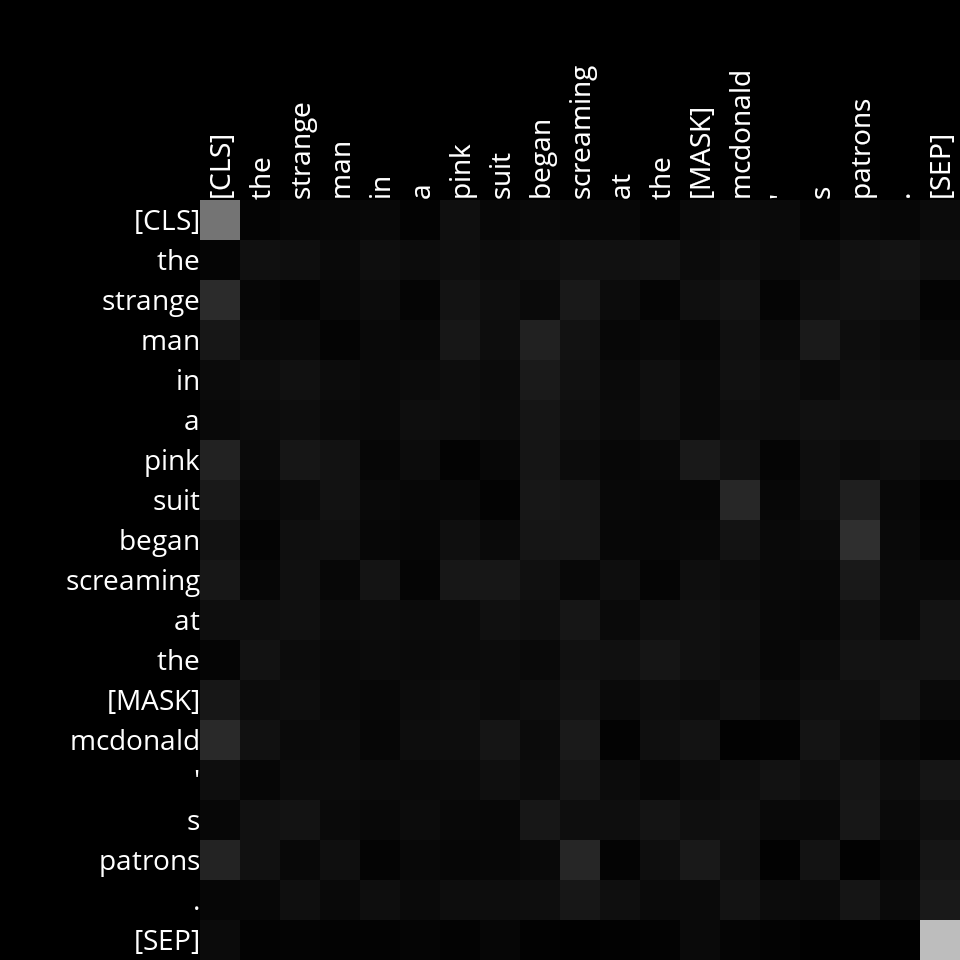 [CLS] the strange man in a pink suit began screaming at the [MASK] mcdonald ' s patrons . [SEP]
[CLS]
the
strange
man
in
a
pink
suit
began
screaming
at
the
[MASK]
mcdonald
'
s
patrons
.
[SEP]